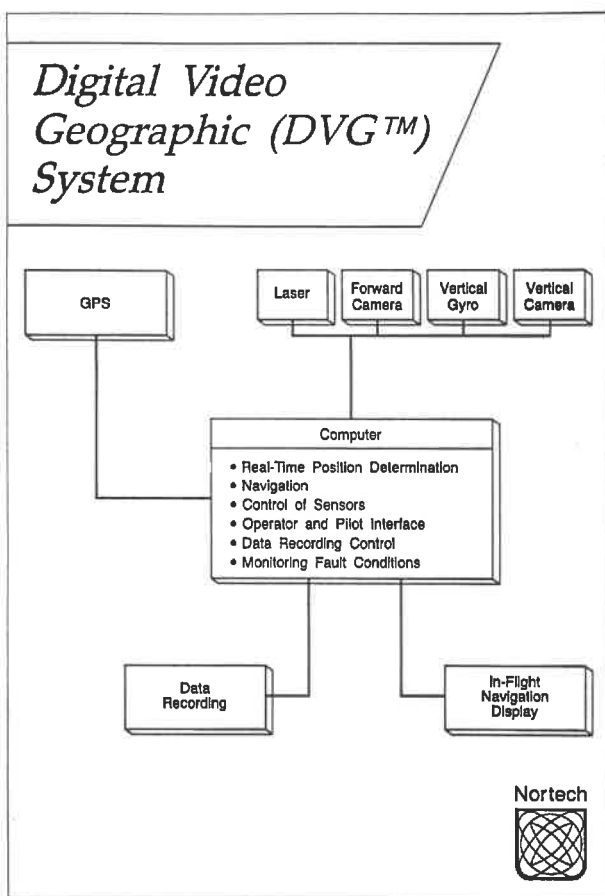 Digital Video
Geographic (DVG™)
System
GPS
Laser
Forward
Camera
Vertical
Gyro
Vertical
Camera
Computer
• Real-Time Position Determination
• Navigation
• Control of Sensors
• Operator and Pilot Interface
• Data Recording Control
• Monitoring Fault Conditions
Data
Recording
In-Flight
Navigation
Display
Nortech